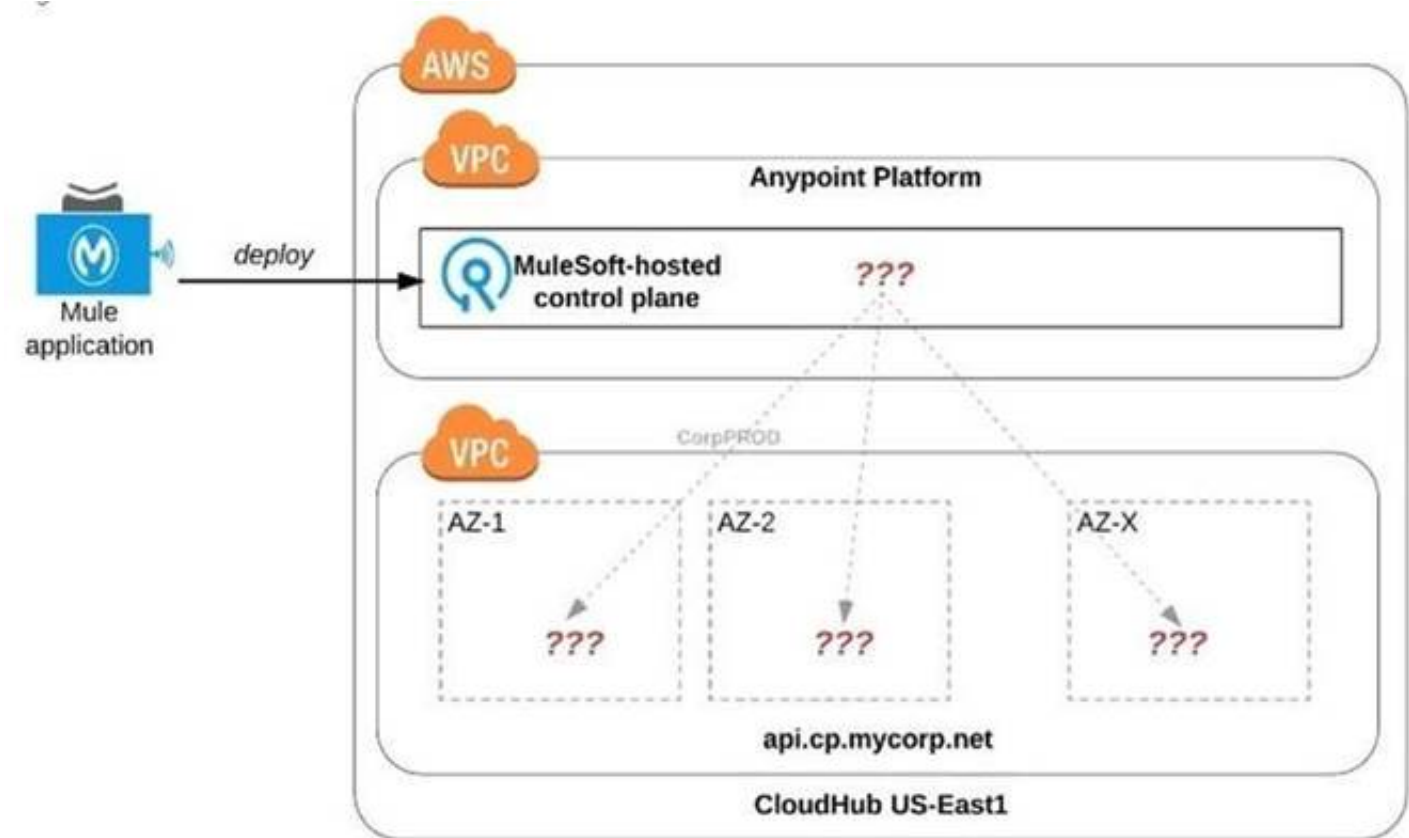 AWS
VPC
Anypoint Platform
deploy
MuleSoft-hosted
control plane
???
Mule
application
CorpPROD
VPC
AZ-1
AZ-2
AZ-X
???
???
???
api.cp.mycorp.net
CloudHub US-East1